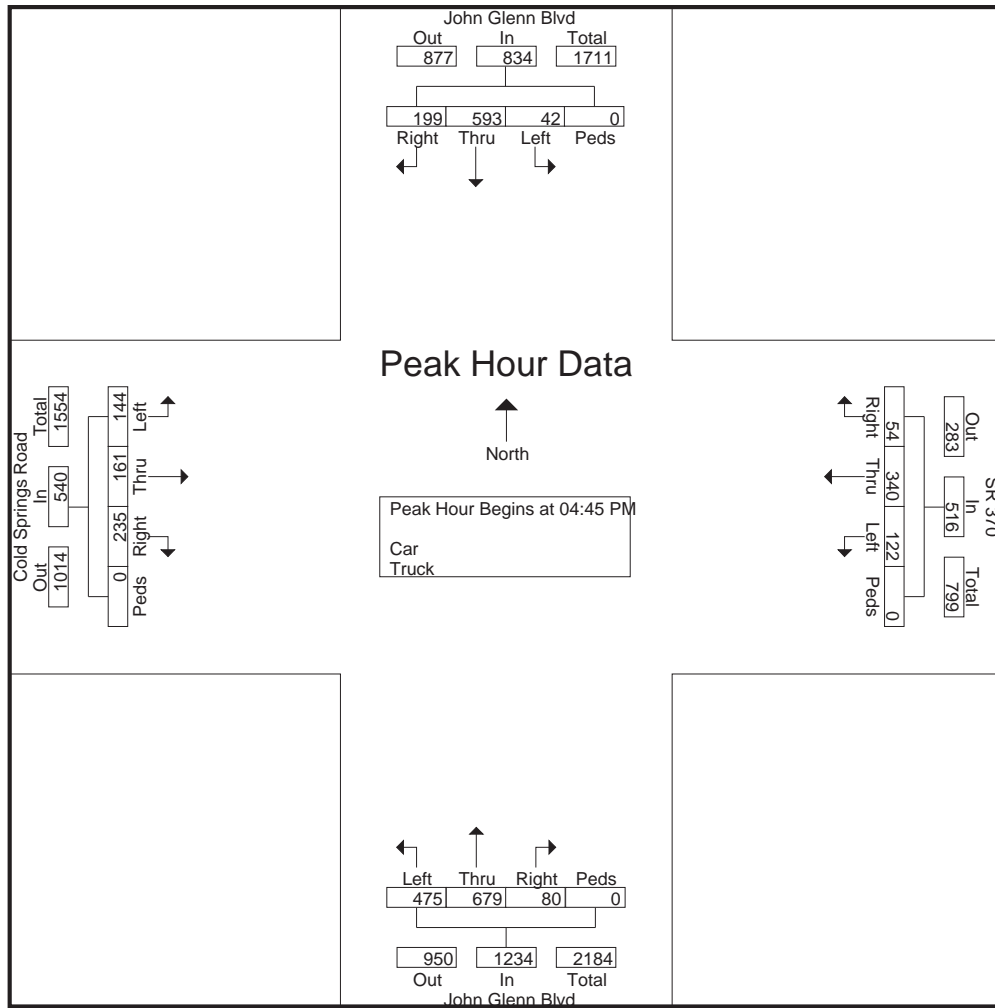 John Glenn Blvd
Out In Total
877 834 1711
199 593 42 0
Right Thru Left Peds
Peak Hour Data
North
Peak Hour Begins at 04:45 PM
Car
Truck
Cold Springs Road
Out In Total
1014 540 1554
0 235 161 144
Peds Right Thru Left
SR 370
Out In Total
283 516 799
54 340 122 0
Right Thru Left Peds
Left Thru Right Peds
475 679 80 0
950 1234 2184
Out In Total
John Glenn Blvd